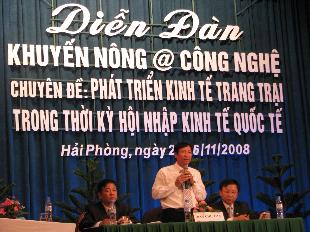 Diễn Đàn
KHUYẾN NÔNG @ CÔNG NGHỆ
CHUYÊN ĐỀ: PHÁT TRIỂN KINH TẾ TRANG TRẠI
TRONG THỜI KỲ HỘI NHẬP KINH TẾ QUỐC TẾ
Hải Phòng, ngày 6/11/2008